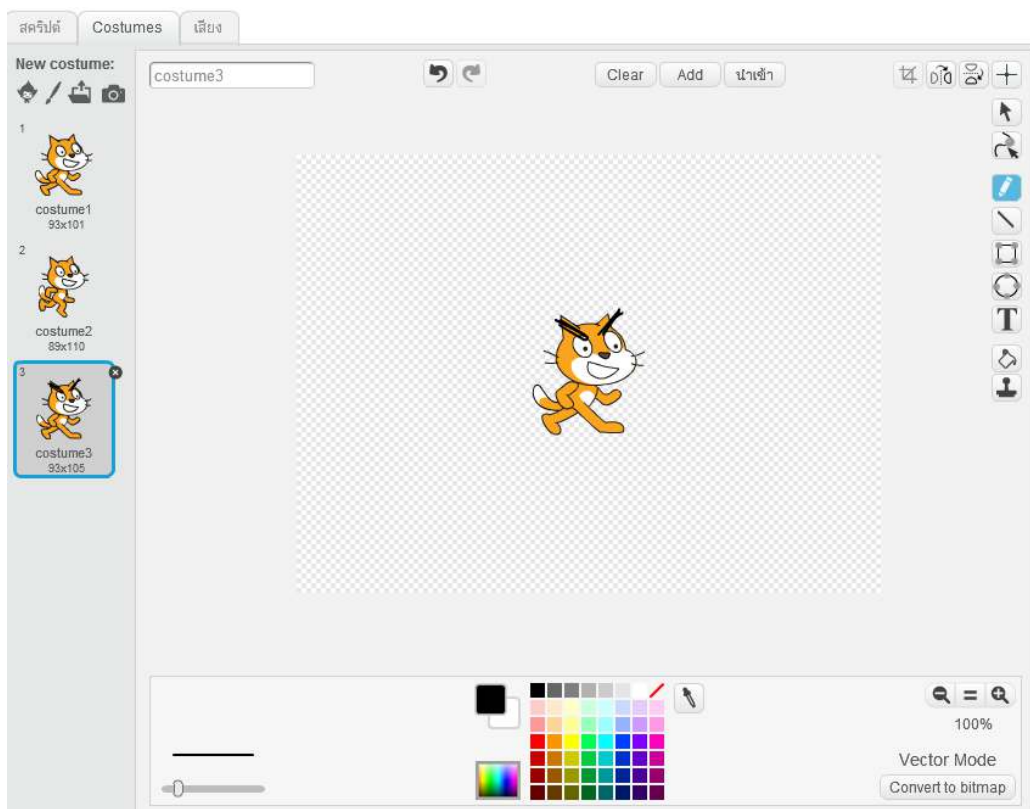 สคริปต์
Costumes
เสียง
New costume:
costume3
Clear
Add
นำเข้า
1
costume1
93x101
2
costume2
89x110
3
costume3
93x105
T
100%
Vector Mode
Convert to bitmap